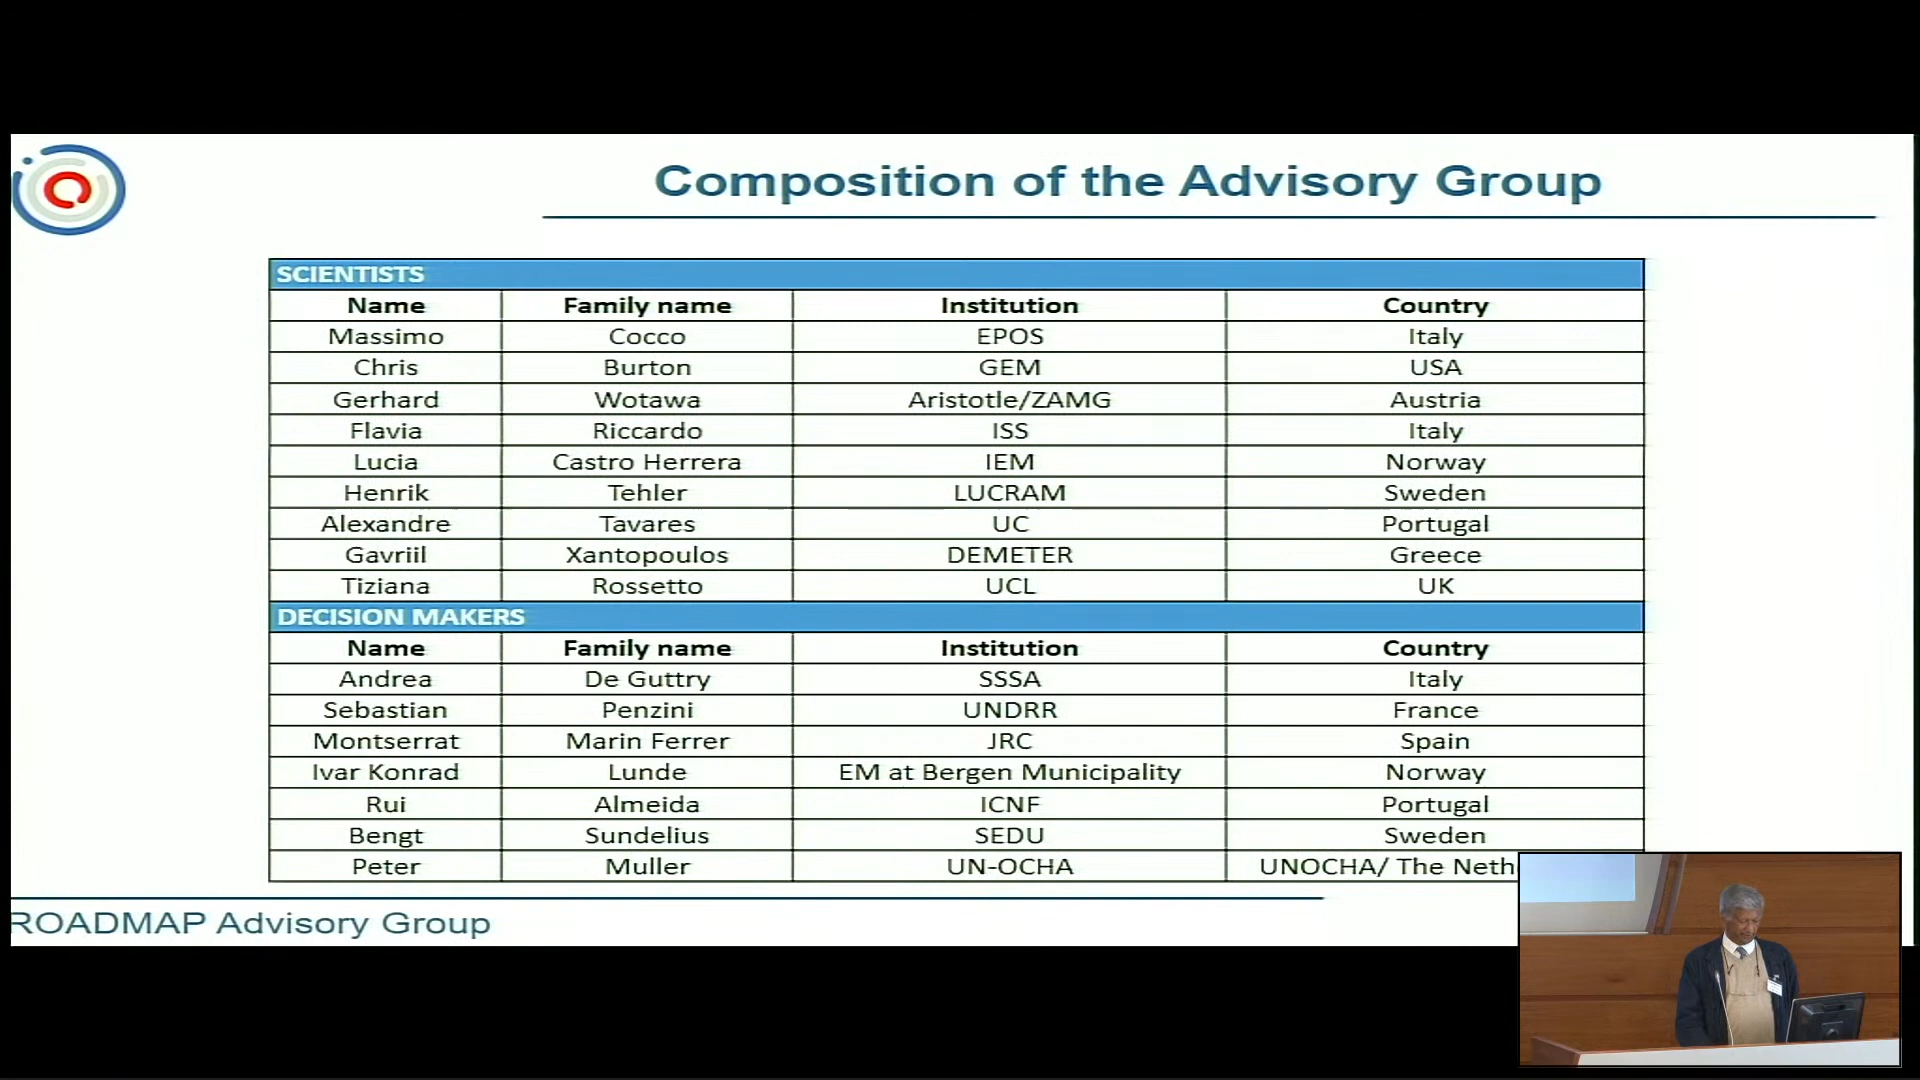 Composition of the Advisory Group
SCIENTISTS
Name Family name Institution Country
Massimo Cocco EPOS Italy
Chris Burton GEM USA
Gerhard Wotawa Aristotle/ZAMG Austria
Flavia Riccardo ISS Italy
Lucia Castro Herrera IEM Norway
Henrik Tehler LUCRAM Sweden
Alexandre Tavares UC Portugal
Gavriil Xantopoulos DEMETER Greece
Tiziana Rossetto UCL UK
DECISION MAKERS
Name Family name Institution Country
Andrea De Guttry SSSA Italy
Sebastian Penzini UNDRR France
Montserrat Marin Ferrer JRC Spain
Ivar Konrad Lunde EM at Bergen Municipality Norway
Rui Almeida ICNF Portugal
Bengt Sundelius SEDU Sweden
Peter Muller UN-OCHA UNOCHA/ The Neth
ROADMAP Advisory Group